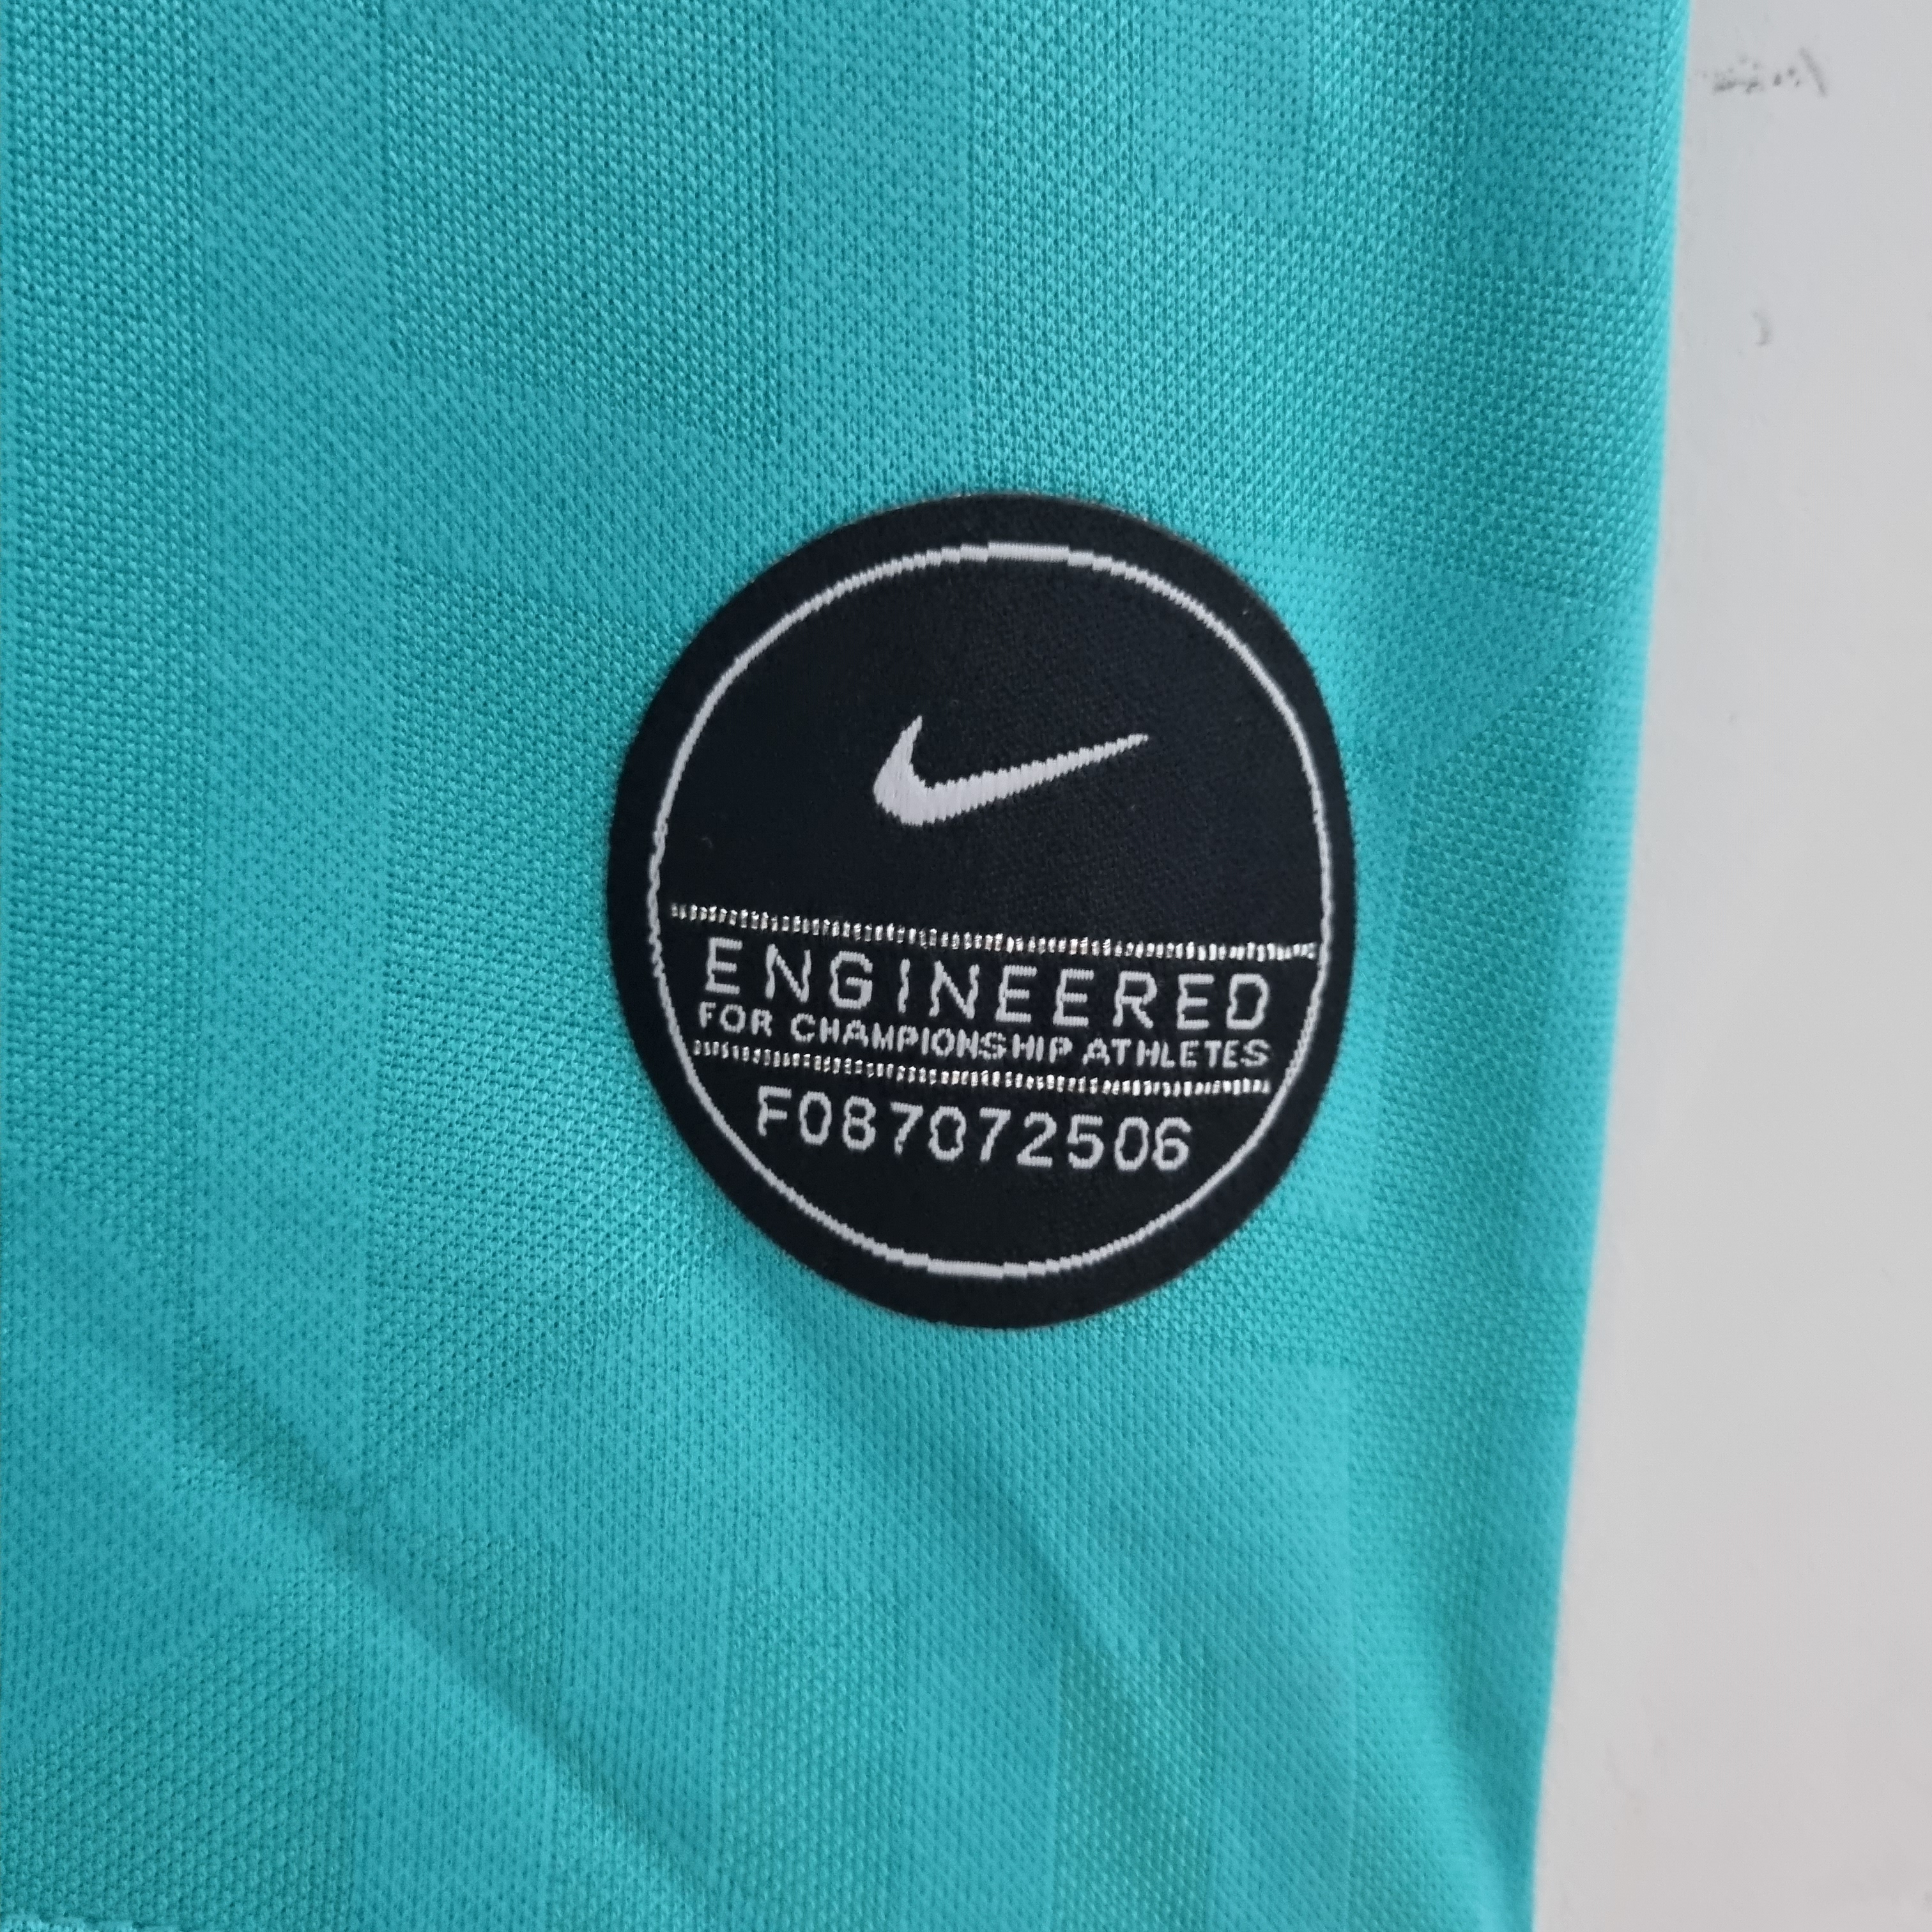 ENGINEERED
FOR CHAMPIONSHIP ATHLETES
F087072506